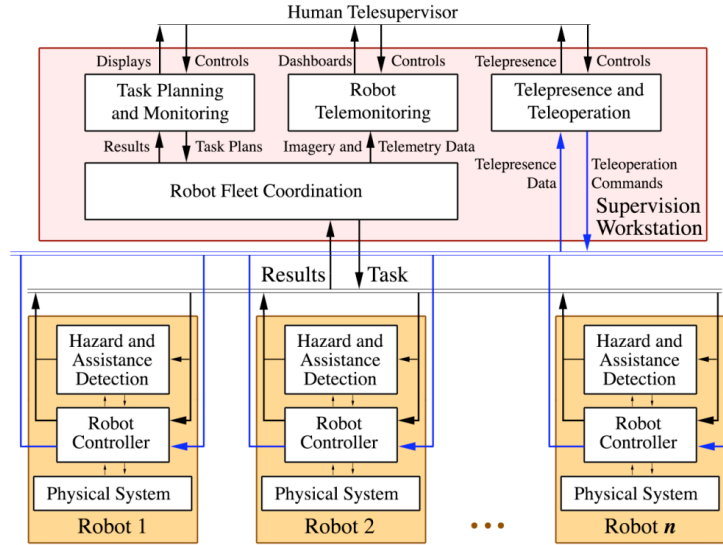 Human Telesupervisor
Displays
Controls
Dashboards
Controls
Telepresence
Controls
Task Planning
and Monitoring
Robot
Telemonitoring
Telepresence and
Teleoperation
Results
Task Plans
Imagery and
Telemetry Data
Telepresence
Data
Teleoperation
Commands
Robot Fleet Coordination
Supervision
Workstation
Results
Task
Hazard and
Assistance
Detection
Robot
Controller
Physical System
Robot 1
Hazard and
Assistance
Detection
Robot
Controller
Physical System
Robot 2
• • •
Hazard and
Assistance
Detection
Robot
Controller
Physical System
Robot n